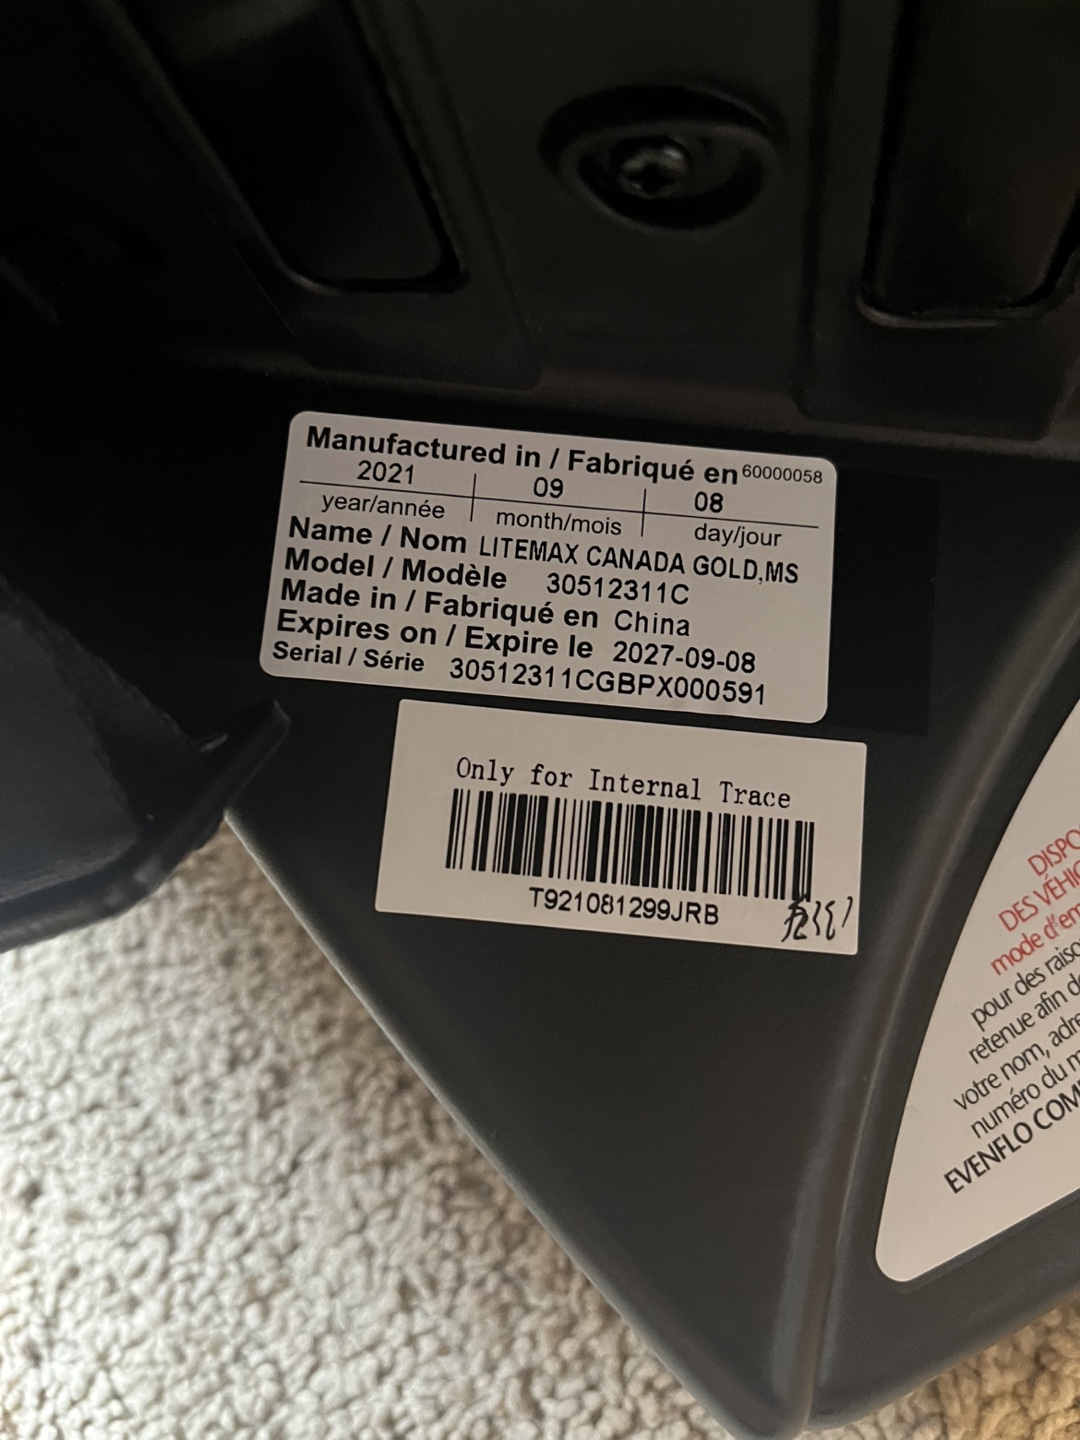 Manufactured in / Fabriqué en 60000058
2021 09 08
year/année month/mois day/jour
Name / Nom LITEMAX CANADA GOLD,MS
Model / Modèle 30512311C
Made in / Fabriqué en China
Expires on / Expire le 2027-09-08
Serial / Série 30512311CGBPX000591
Only for Internal Trace
T921081299JRB
DISPO
DES VÉHIC
mode d'em
pour des raiso
retenue afin de
votre nom, adre
numéro du m
EVENFLO COM